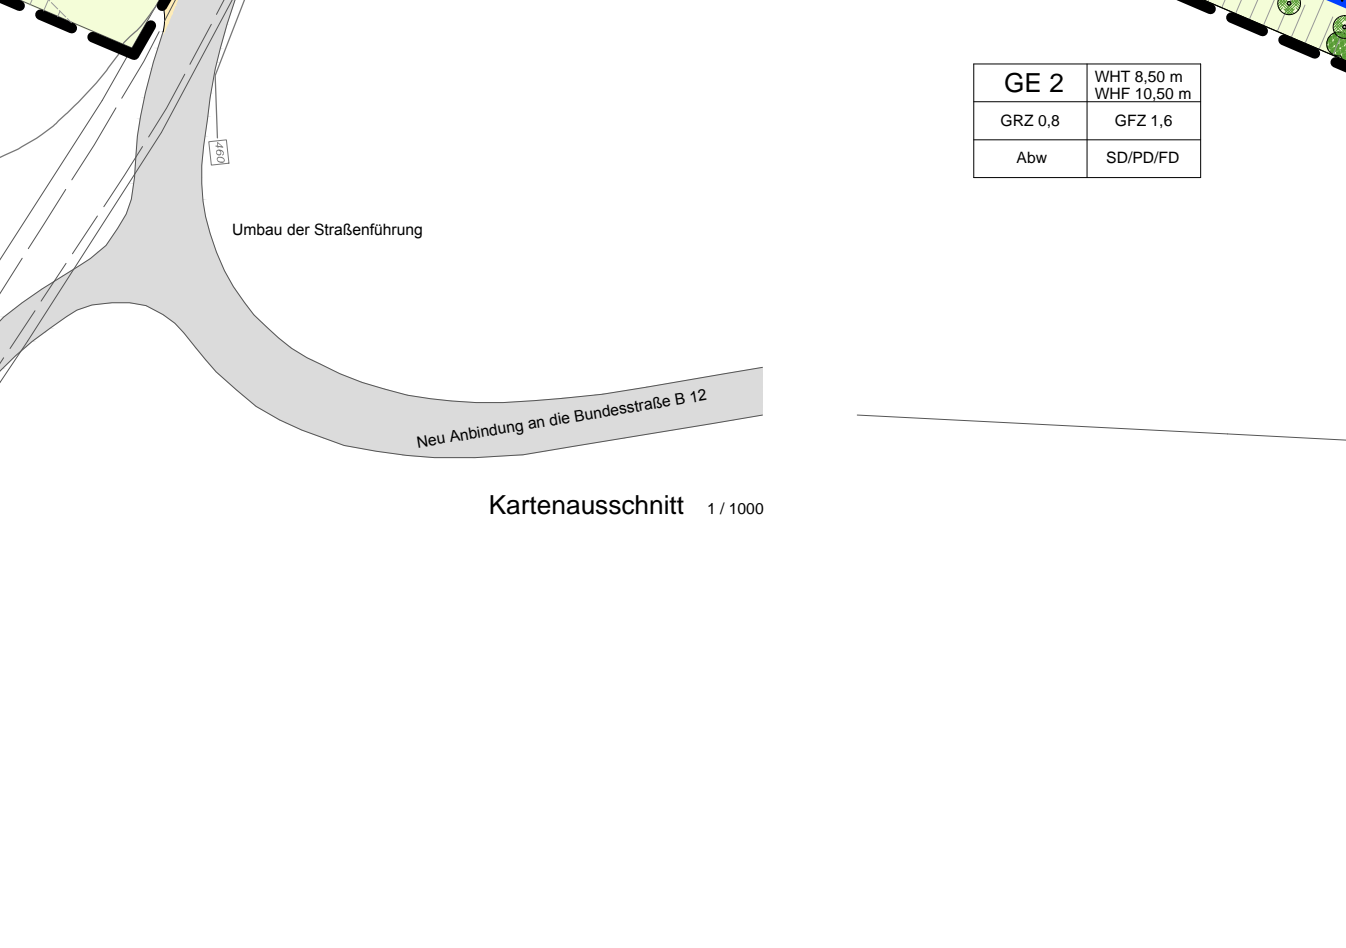 GE 2
WHT 8,50 m
WHF 10,50 m
GRZ 0,8
GFZ 1,6
Abw
SD/PD/FD
460
Umbau der Straßenführung
Neu Anbindung an die Bundesstraße B 12
Kartenausschnitt 1 / 1000